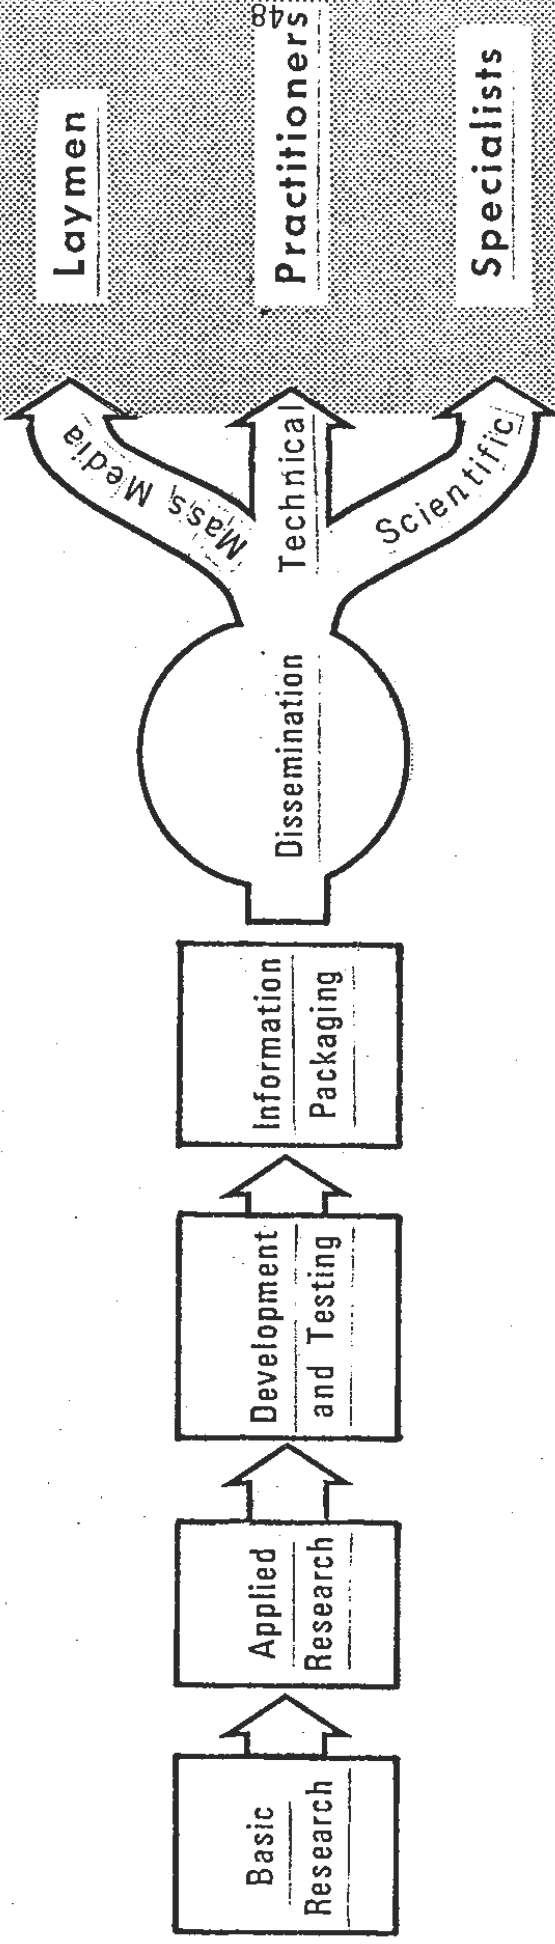 Basic
Research
Applied
Research
Development
and Testing
Information
Packaging
Dissemination
Mass Media
Technical
Scientific
Laymen
Practitioners
Specialists
48